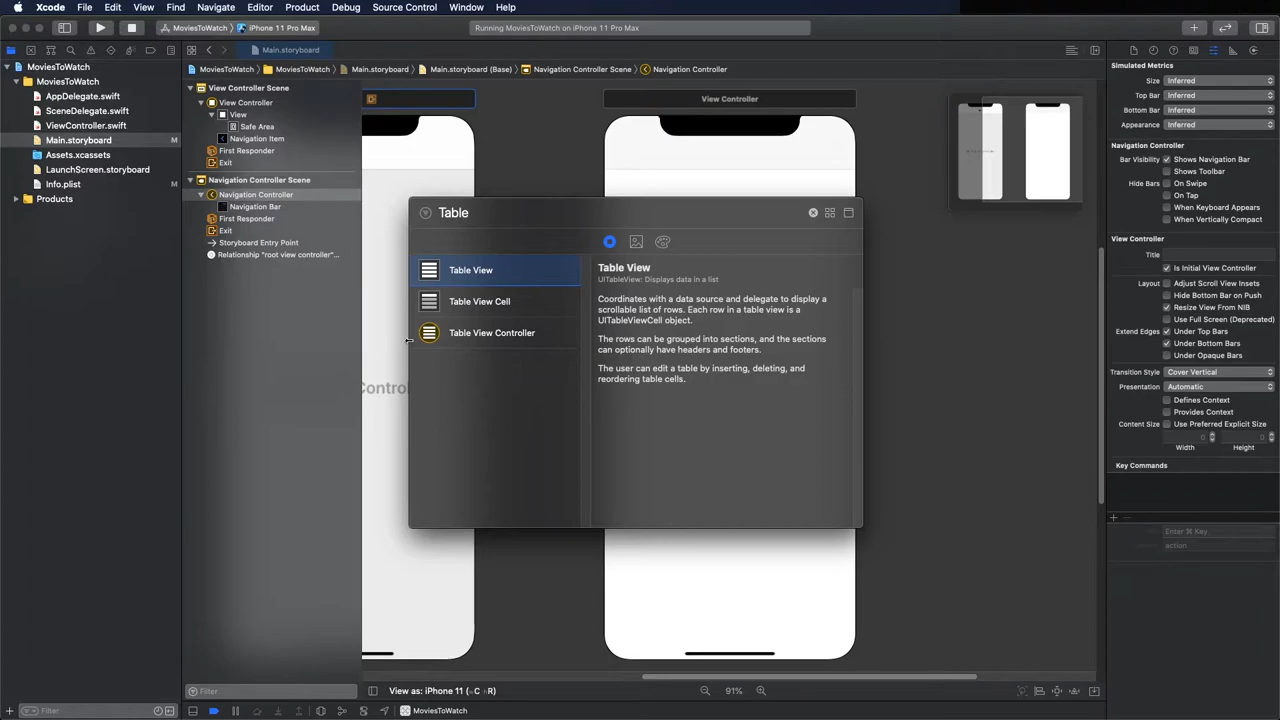 Xcode File Edit View Find Navigate Editor Product Debug Source Control Window Help
MoviesToWatch iPhone 11 Pro Max
Running MoviesToWatch on iPhone 11 Pro Max
Main.storyboard
MoviesToWatch
MoviesToWatch
AppDelegate.swift
SceneDelegate.swift
ViewController.swift
Main.storyboard M
Assets.xcassets
LaunchScreen.storyboard
Info.plist M
Products
MoviesToWatch MoviesToWatch Main.storyboard Main.storyboard (Base) Navigation Controller Scene Navigation Controller
View Controller Scene
View Controller
View
Safe Area
Navigation Item
First Responder
Exit
Navigation Controller Scene
Navigation Controller
Navigation Bar
First Responder
Exit
Storyboard Entry Point
Relationship "root view controller"...
View Controller
Table
Table View
Table View Cell
Table View Controller
Table View
UITableView: Displays data in a list
Coordinates with a data source and delegate to display a
scrollable list of rows. Each row in a table view is a
UITableViewCell object.
The rows can be grouped into sections, and the sections
can optionally have headers and footers.
The user can edit a table by inserting, deleting, and
reordering table cells.
Simulated Metrics
Size Inferred
Top Bar Inferred
Bottom Bar Inferred
Appearance Inferred
Navigation Controller
Bar Visibility Shows Navigation Bar
Shows Toolbar
Hide Bars On Swipe
On Tap
When Keyboard Appears
When Vertically Compact
View Controller
Title
Is Initial View Controller
Layout Adjust Scroll View Insets
Hide Bottom Bar on Push
Resize View From NIB
Use Full Screen (Deprecated)
Extend Edges Under Top Bars
Under Bottom Bars
Under Opaque Bars
Transition Style Cover Vertical
Presentation Automatic
Defines Context
Provides Context
Content Size Use Preferred Explicit Size
0 0
Width Height
Key Commands
Enter ⌘ Key
action
Filter
Filter
View as: iPhone 11 (wC hR)
91%
MoviesToWatch